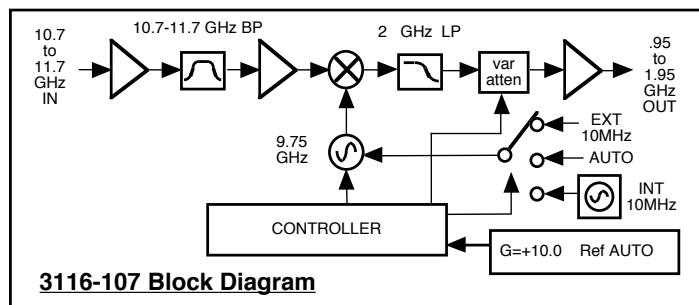 10.7
to
11.7
GHz
IN
10.7-11.7 GHz BP
2 GHz LP
var
atten
.95
to
1.95
GHz
OUT
9.75
GHz
EXT
10MHz
AUTO
INT
10MHz
CONTROLLER
G=+10.0 Ref AUTO
3116-107 Block Diagram